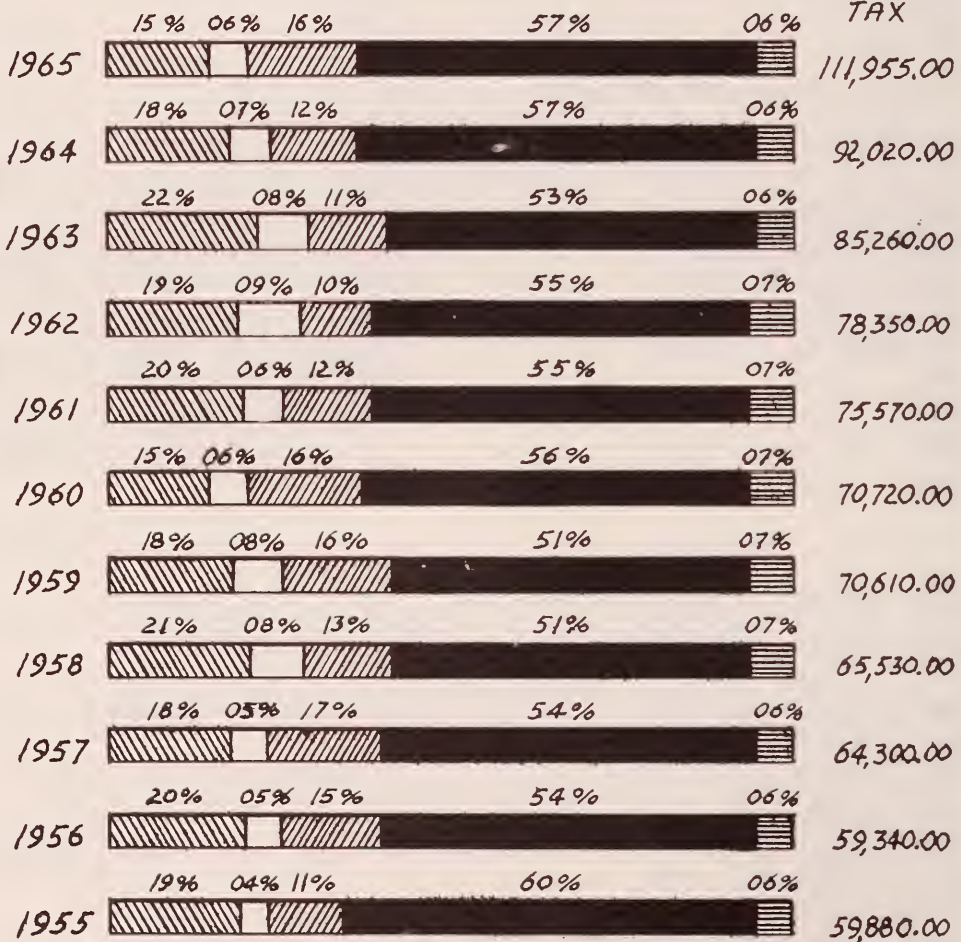 TAX
15% 06% 16% 57% 06%
1965 111,955.00
18% 07% 12% 57% 06%
1964 92,020.00
22% 08% 11% 53% 06%
1963 85,260.00
19% 09% 10% 55% 07%
1962 78,350.00
20% 06% 12% 55% 07%
1961 75,570.00
15% 06% 16% 56% 07%
1960 70,720.00
18% 08% 16% 51% 07%
1959 70,610.00
21% 08% 13% 51% 07%
1958 65,530.00
18% 05% 17% 54% 06%
1957 64,300.00
20% 05% 15% 54% 06%
1956 59,340.00
19% 04% 11% 60% 06%
1955 59,880.00